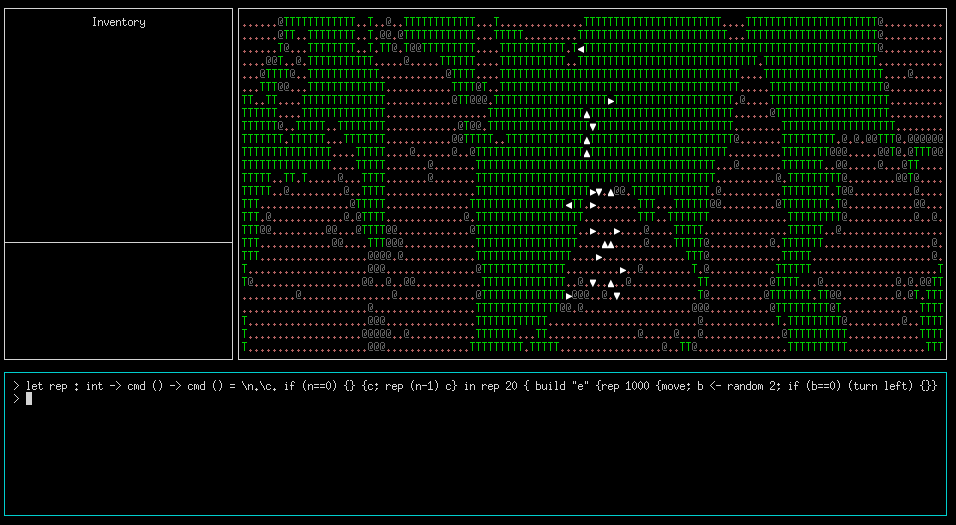 Inventory
> let rep : int -> cmd () -> cmd () = \n.\c. if (n==0) {} {c; rep (n-1) c} in rep 20 { build "e" {rep 1000 {move; b <- random 2; if (b==0) (turn left) {}}
>